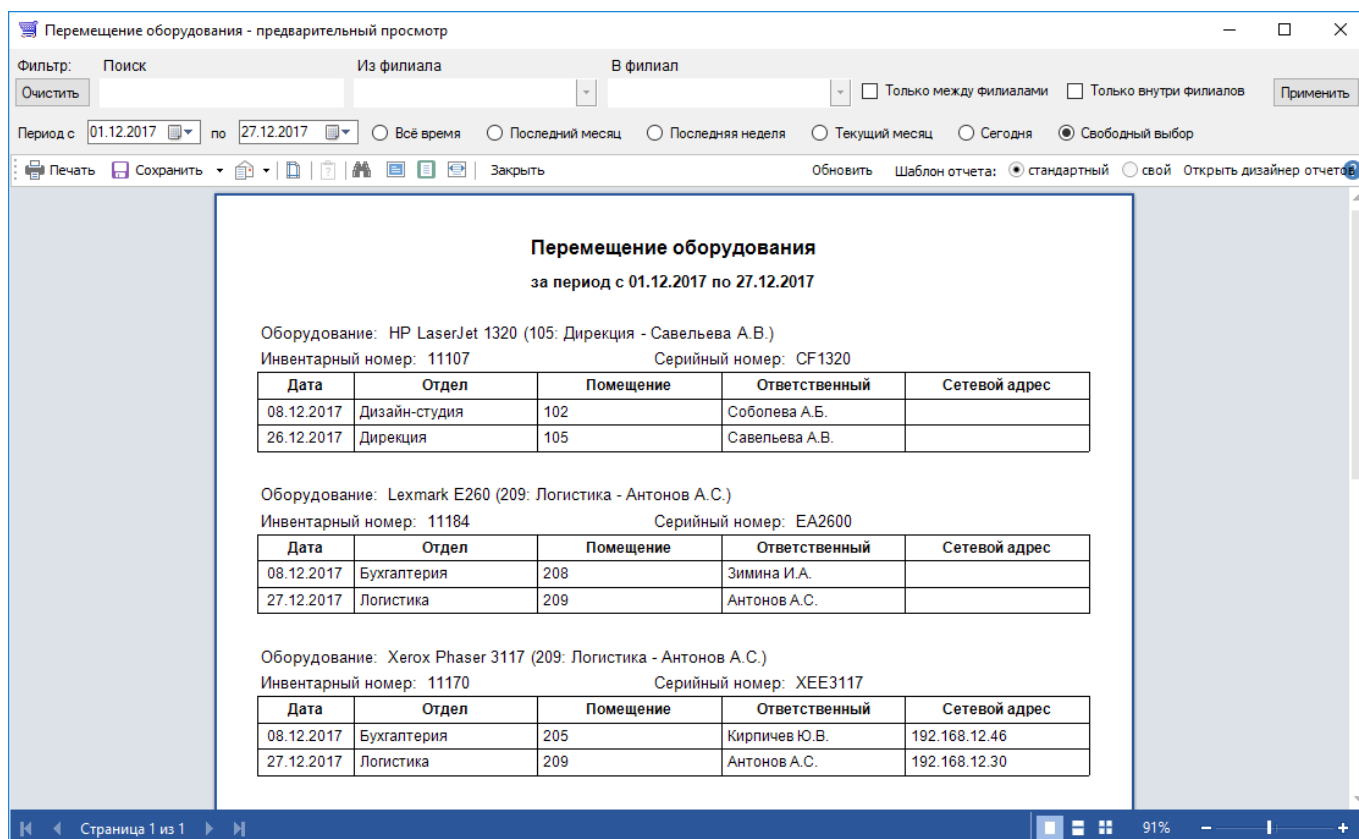 Перемещение оборудования - предварительный просмотр
Фильтр: Поиск Из филиала В филиал
Очистить Только между филиалами Только внутри филиалов Применить
Период с 01.12.2017 по 27.12.2017 Всё время Последний месяц Последняя неделя Текущий месяц Сегодня Свободный выбор
Печать Сохранить Закрыть Обновить Шаблон отчета: стандартный свой Открыть дизайнер отчетов
Перемещение оборудования
за период с 01.12.2017 по 27.12.2017
Оборудование: HP LaserJet 1320 (105: Дирекция - Савельева А.В.)
Инвентарный номер: 11107 Серийный номер: CF1320
Дата Отдел Помещение Ответственный Сетевой адрес
08.12.2017 Дизайн-студия 102 Соболева А.Б.
26.12.2017 Дирекция 105 Савельева А.В.
Оборудование: Lexmark E260 (209: Логистика - Антонов А.С.)
Инвентарный номер: 11184 Серийный номер: EA2600
Дата Отдел Помещение Ответственный Сетевой адрес
08.12.2017 Бухгалтерия 208 Зимина И.А.
27.12.2017 Логистика 209 Антонов А.С.
Оборудование: Xerox Phaser 3117 (209: Логистика - Антонов А.С.)
Инвентарный номер: 11170 Серийный номер: XEE3117
Дата Отдел Помещение Ответственный Сетевой адрес
08.12.2017 Бухгалтерия 205 Кирпичев Ю.В. 192.168.12.46
27.12.2017 Логистика 209 Антонов А.С. 192.168.12.30
Страница 1 из 1 91%